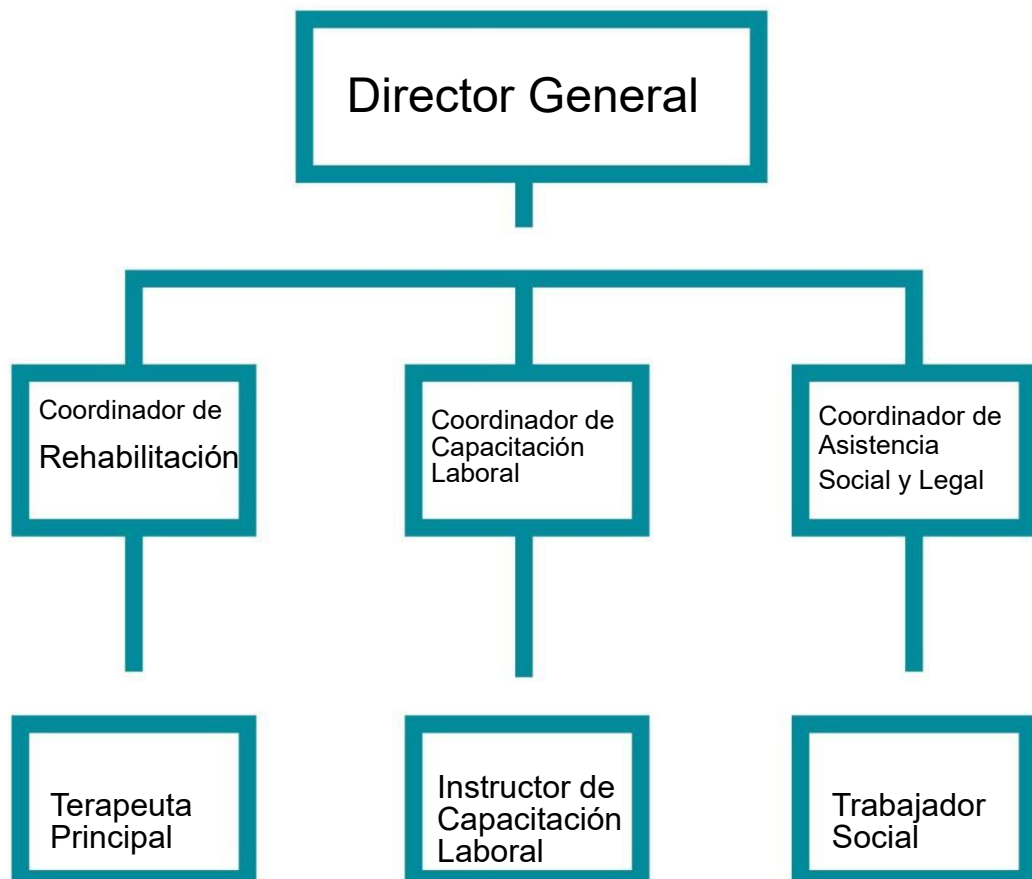 Director General
Coordinador de
Rehabilitación
Coordinador de
Capacitación
Laboral
Coordinador de
Asistencia
Social y Legal
Terapeuta
Principal
Instructor de
Capacitación
Laboral
Trabajador
Social